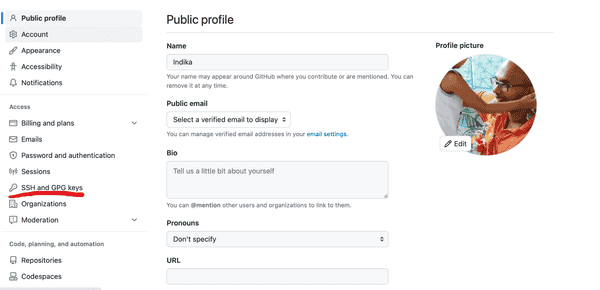 Public profile
Account
Appearance
Accessibility
Notifications
Access
Billing and plans
Emails
Password and authentication
Sessions
SSH and GPG keys
Organizations
Moderation
Code, planning, and automation
Repositories
Codespaces
Public profile
Name
Indika
Your name may appear around GitHub where you contribute or are mentioned. You can
remove it at any time.
Public email
Select a verified email to display
You can manage verified email addresses in your email settings.
Bio
Tell us a little bit about yourself
You can @mention other users and organizations to link to them.
Pronouns
Don't specify
URL
Profile picture
Edit